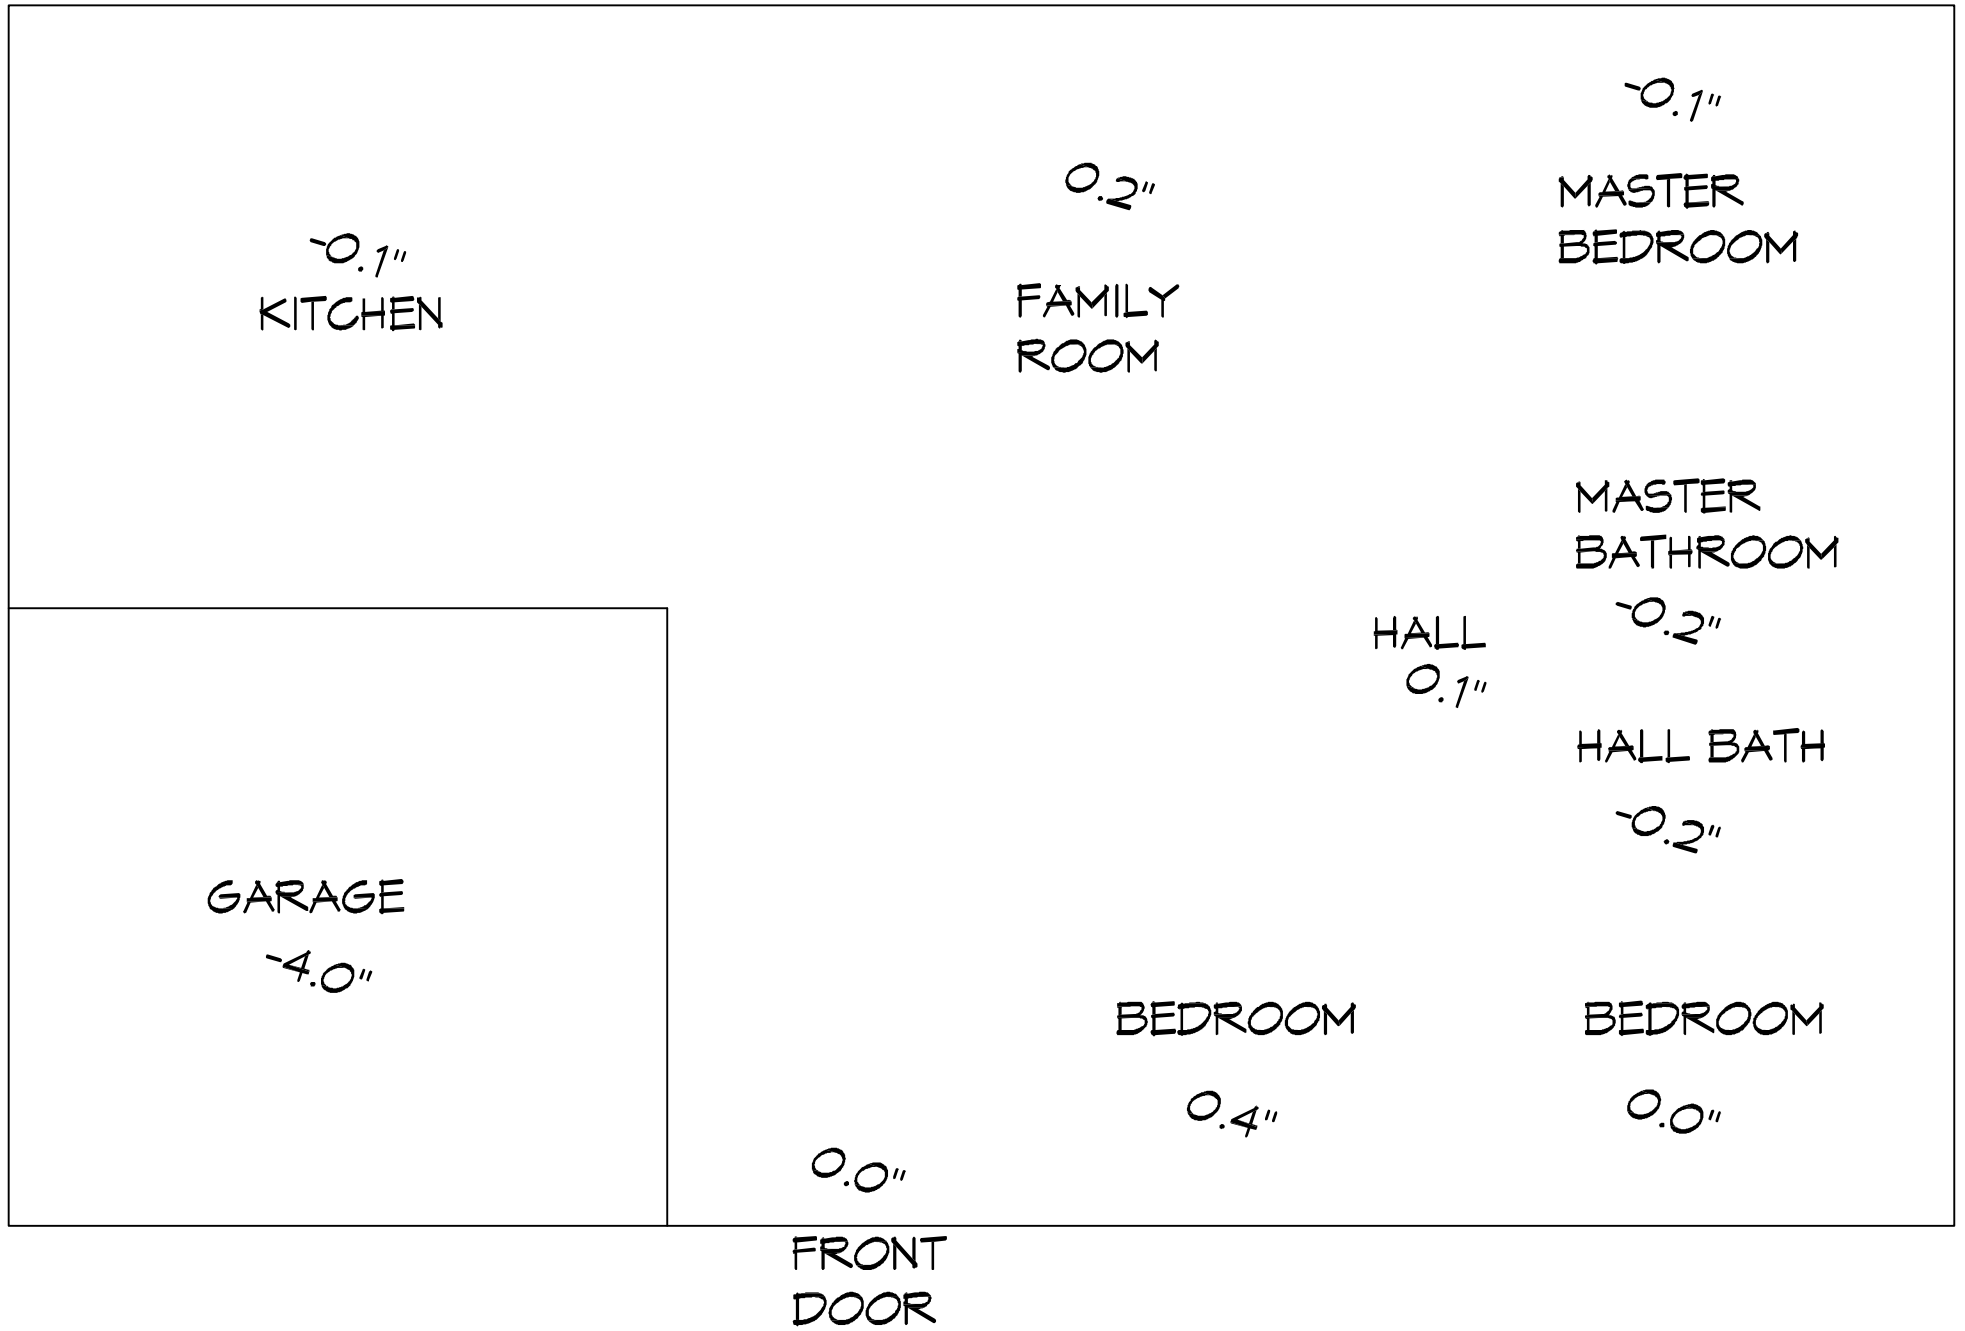 -0.1"
MASTER
BEDROOM
0.2"
FAMILY
ROOM
-0.1"
KITCHEN
MASTER
BATHROOM
-0.2"
HALL
0.1"
HALL BATH
-0.2"
GARAGE
-4.0"
BEDROOM
0.4"
BEDROOM
0.0"
0.0"
FRONT
DOOR